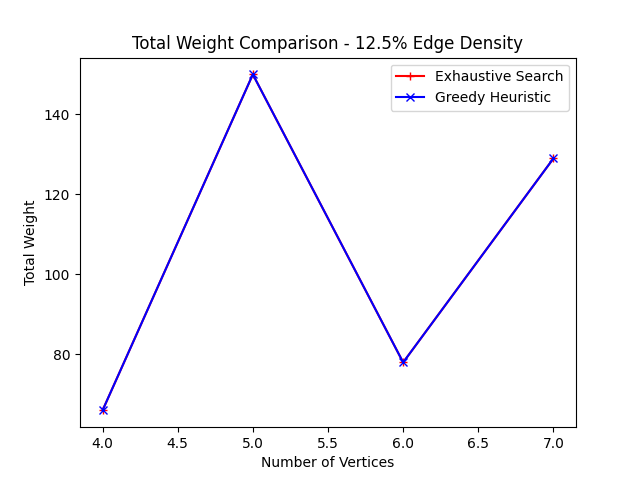 Total Weight Comparison - 12.5% Edge Density
Exhaustive Search
Greedy Heuristic
Total Weight
140
120
100
80
4.0 4.5 5.0 5.5 6.0 6.5 7.0
Number of Vertices